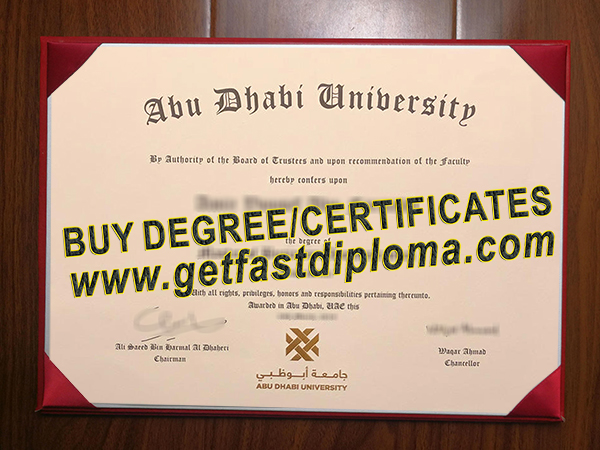 Abu Dhabi University
By Authority of the Board of Trustees and upon recommendation of the Faculty
hereby confers upon
BUY DEGREE/CERTIFICATES
the degree of
www.getfastdiploma.com
With all rights, privileges, honors and responsibilities pertaining thereunto.
Awarded in Abu Dhabi, UAE this
Ali Saeed Bin Harmal Al Dhaheri
Chairman
Waqar Ahmad
Chancellor
جامعة أبوظبي
ABU DHABI UNIVERSITY